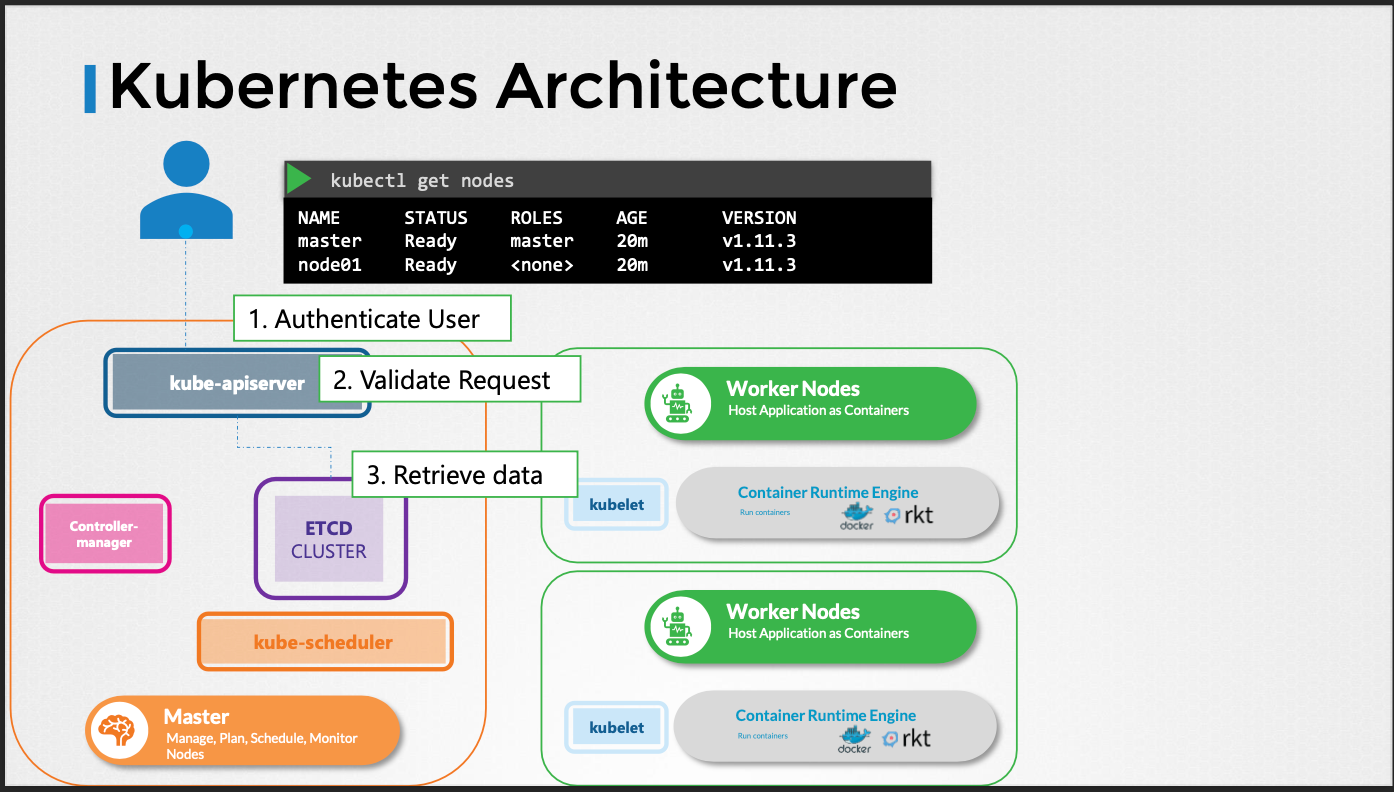 Kubernetes Architecture
kubectl get nodes
NAME STATUS ROLES AGE VERSION
master Ready master 20m v1.11.3
node01 Ready <none> 20m v1.11.3
1. Authenticate User
kube-apiserver
2. Validate Request
3. Retrieve data
Controller-
manager
ETCD
CLUSTER
kube-scheduler
Master
Manage, Plan, Schedule, Monitor
Nodes
Worker Nodes
Host Application as Containers
kubelet
Container Runtime Engine
Run containers
docker
rkt
Worker Nodes
Host Application as Containers
kubelet
Container Runtime Engine
Run containers
docker
rkt